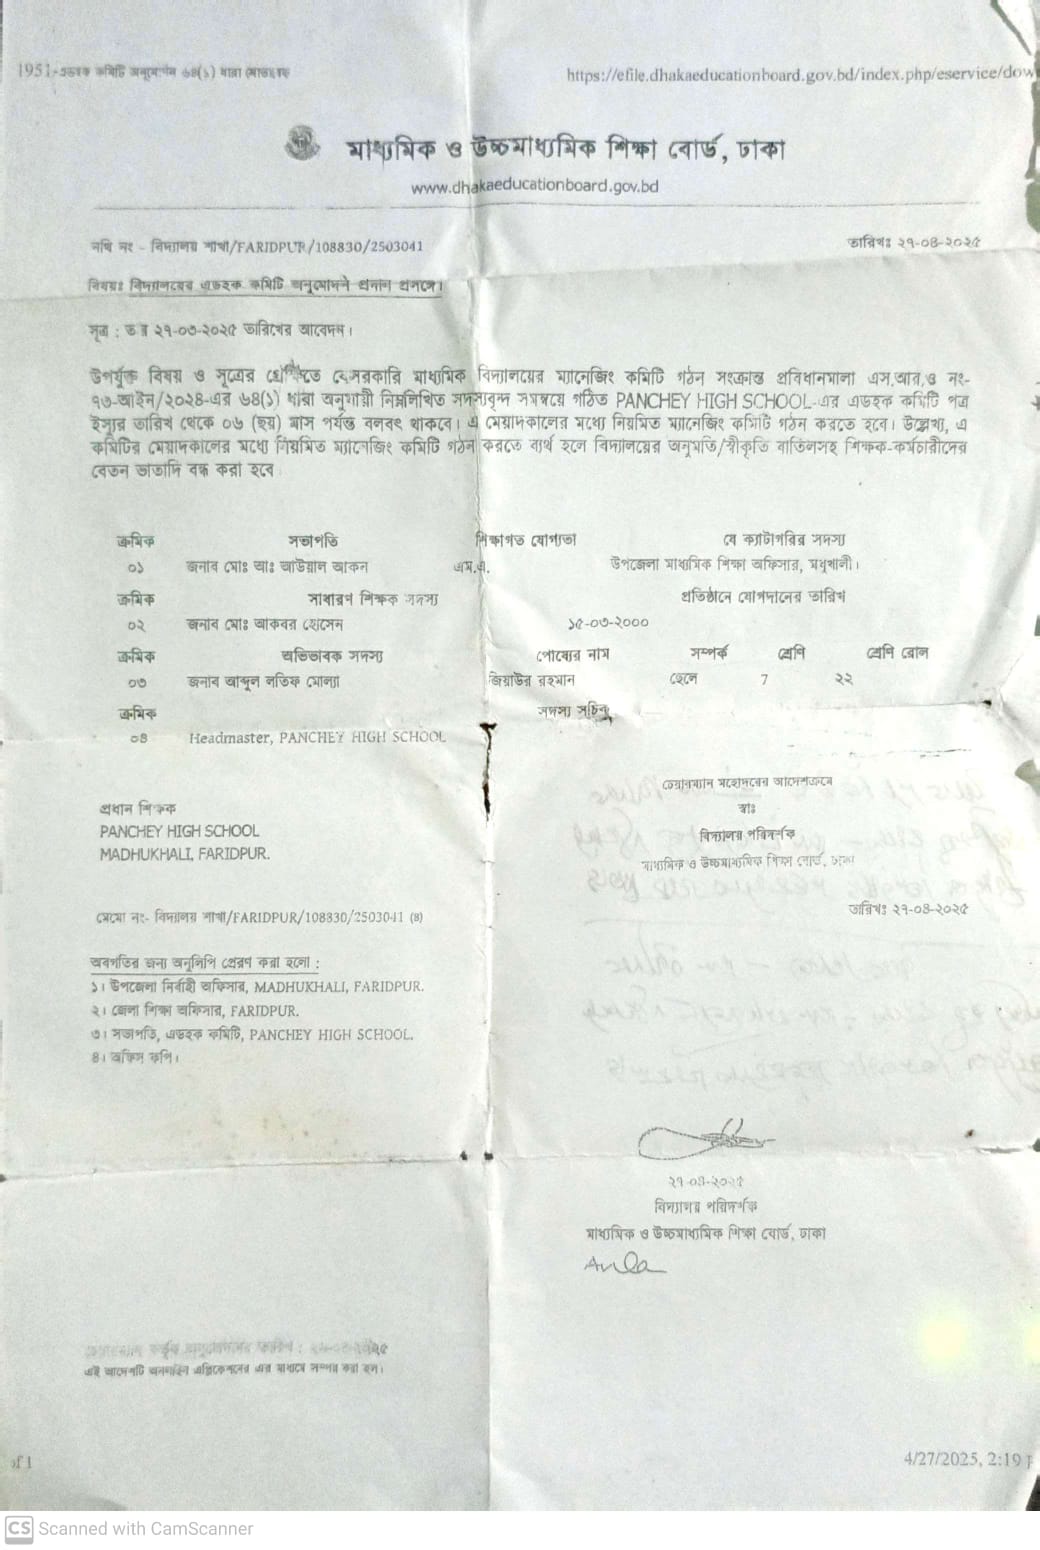 1951-এডহক কমিটি অনুমোদন ৬৪(১) ধারা
https://efile.dhakaeducationboard.gov.bd/index.php/eservice/dow
মাধ্যমিক ও উচ্চমাধ্যমিক শিক্ষা বোর্ড, ঢাকা
www.dhakaeducationboard.gov.bd
নথি নং - বিদ্যালয় শাখা/FARIDPUR/108830/2503041
তারিখঃ ২৭-০৪-২০২৫
বিষয়ঃ বিদ্যালয়ের এডহক কমিটি অনুমোদন প্রদান প্রসঙ্গে।
সূত্র : ২৭-০৩-২০২৫ তারিখের আবেদন।
উপর্যুক্ত বিষয় ও সূত্রের প্রেক্ষিতে বেসরকারি মাধ্যমিক বিদ্যালয়ের ম্যানেজিং কমিটি গঠন সংক্রান্ত প্রবিধানমালা এস,আর,ও নং-
৭৩-আইন/২০২৪-এর ৬৪(১) ধারা অনুযায়ী নিম্নলিখিত সদস্যবৃন্দ সমন্বয়ে গঠিত PANCHEY HIGH SCHOOL-এর এডহক কমিটি পত্র
ইস্যুর তারিখ থেকে ০৬ (ছয়) মাস পর্যন্ত বলবৎ থাকবে। এ মেয়াদকালের মধ্যে নিয়মিত ম্যানেজিং কমিটি গঠন করতে হবে। উল্লেখ্য, এ
কমিটির মেয়াদকালের মধ্যে নিয়মিত ম্যানেজিং কমিটি গঠন করতে ব্যর্থ হলে বিদ্যালয়ের অনুমতি/স্বীকৃতি বাতিলসহ শিক্ষক-কর্মচারীদের
বেতন ভাতাদি বন্ধ করা হবে
ক্রমিক সভাপতি শিক্ষাগত যোগ্যতা যে ক্যাটাগরির সদস্য
০১ জনাব মোঃ আঃ আউয়াল আকন এম.এ. উপজেলা মাধ্যমিক শিক্ষা অফিসার, মধুখালী।
ক্রমিক সাধারণ শিক্ষক সদস্য প্রতিষ্ঠানে যোগদানের তারিখ
০২ জনাব মোঃ আকবর হোসেন ১৫-০৩-২০০০
ক্রমিক অভিভাবক সদস্য পোষ্যের নাম সম্পর্ক শ্রেণি শ্রেণি রোল
০৩ জনাব আব্দুল লতিফ মোল্যা জিয়াউর রহমান ছেলে 7 ২২
ক্রমিক সদস্য সচিব
০৪ Headmaster, PANCHEY HIGH SCHOOL
চেয়ারম্যান মহোদয়ের আদেশক্রমে
স্বাঃ
বিদ্যালয় পরিদর্শক
মাধ্যমিক ও উচ্চমাধ্যমিক শিক্ষা বোর্ড, ঢাকা
প্রধান শিক্ষক
PANCHEY HIGH SCHOOL
MADHUKHALI, FARIDPUR.
তারিখঃ ২৭-০৪-২০২৫
মেমো নং- বিদ্যালয় শাখা/FARIDPUR/108830/2503041 (৪)
অবগতির জন্য অনুলিপি প্রেরণ করা হলো :
১। উপজেলা নির্বাহী অফিসার, MADHUKHALI, FARIDPUR.
২। জেলা শিক্ষা অফিসার, FARIDPUR.
৩। সভাপতি, এডহক কমিটি, PANCHEY HIGH SCHOOL.
৪। অফিস কপি।
২৭-০৪-২০২৫
বিদ্যালয় পরিদর্শক
মাধ্যমিক ও উচ্চমাধ্যমিক শিক্ষা বোর্ড, ঢাকা
চেয়ারম্যান কর্তৃক অনুমোদনের তারিখ : ২৭-০৪-২০২৫
এই আদেশটি অনলাইন এপ্লিকেশনের এর মাধ্যমে সম্পন্ন করা হল।
of 1
4/27/2025, 2:19
CS Scanned with CamScanner